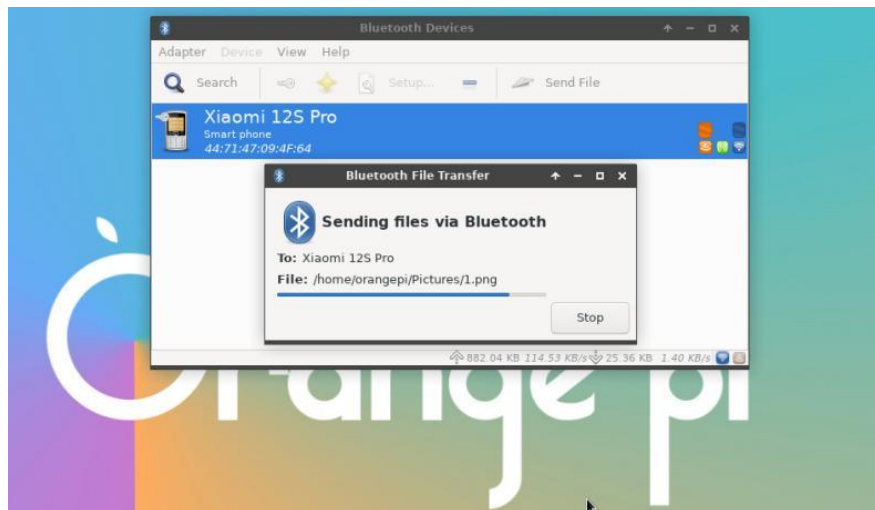 Bluetooth Devices
Adapter Device View Help
Search Setup... Send File
Xiaomi 12S Pro
Smart phone
44:71:47:09:4F:64
Bluetooth File Transfer
Sending files via Bluetooth
To: Xiaomi 12S Pro
File: /home/orangepi/Pictures/1.png
Stop
882.04 KB 114.53 KB/s 25.36 KB 1.40 KB/s
Orange pi